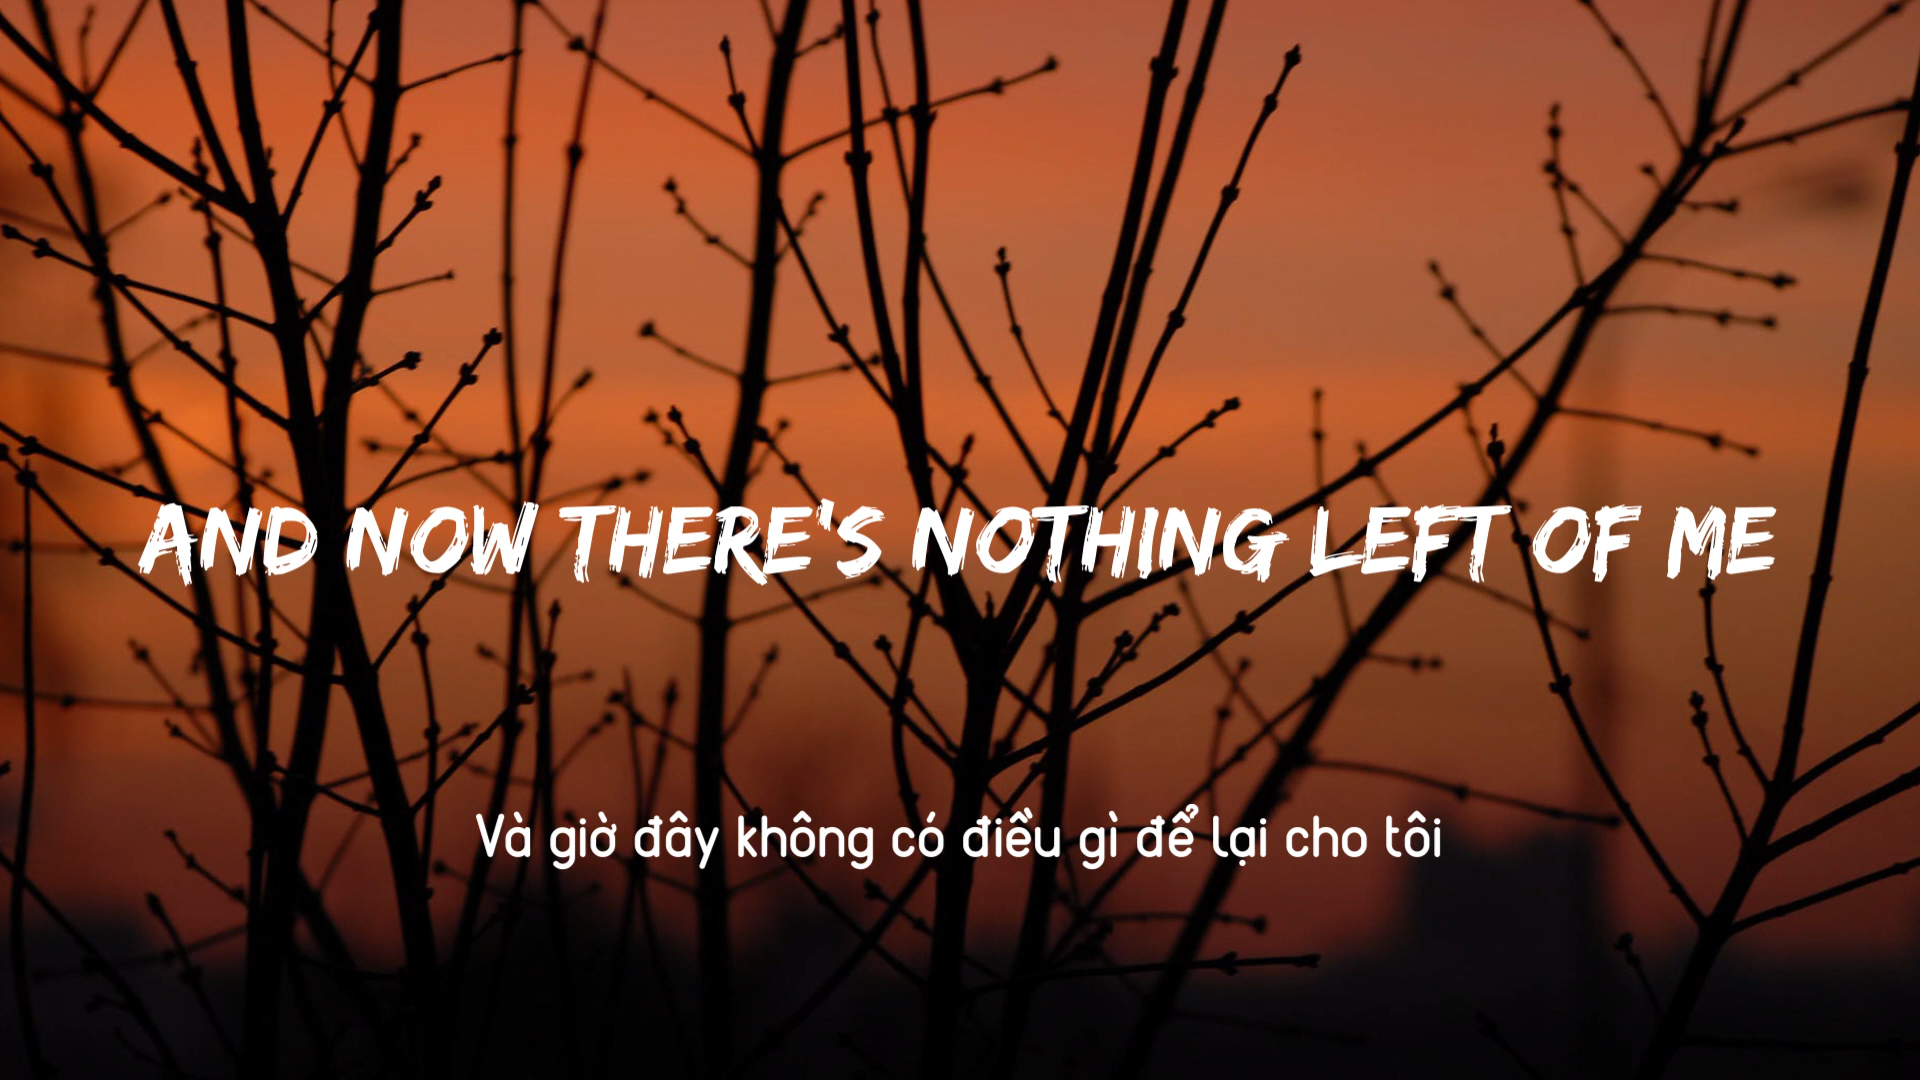 AND NOW THERE'S NOTHING LEFT OF ME
Và giờ đây không có điều gì để lại cho tôi